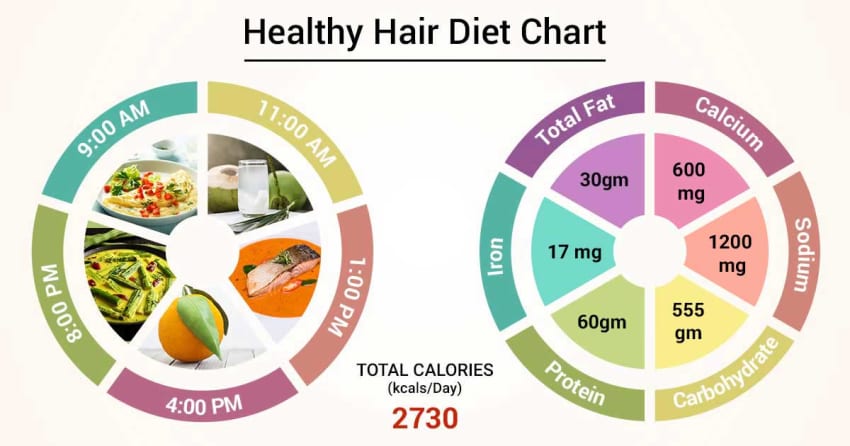 Healthy Hair Diet Chart
9:00 AM
11:00 AM
1:00 PM
4:00 PM
8:00 PM
TOTAL CALORIES
(kcals/Day)
2730
Total Fat
30gm
Calcium
600
mg
Sodium
1200
mg
Carbohydrate
555
gm
Protein
60gm
Iron
17 mg